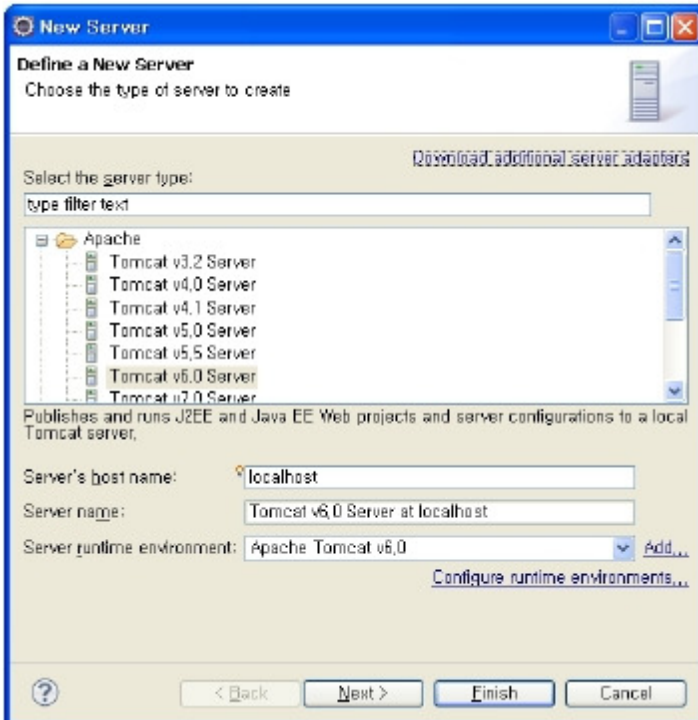 New Server
Define a New Server
Choose the type of server to create
Download additional server adapters
Select the server type:
type filter text
Apache
Tomcat v3.2 Server
Tomcat v4.0 Server
Tomcat v4.1 Server
Tomcat v5.0 Server
Tomcat v5.5 Server
Tomcat v6.0 Server
Tomcat v7.0 Server
Publishes and runs J2EE and Java EE Web projects and server configurations to a local
Tomcat server.
Server's host name: localhost
Server name: Tomcat v6.0 Server at localhost
Server runtime environment: Apache Tomcat v6.0 Add...
Configure runtime environments...
? < Back Next > Finish Cancel